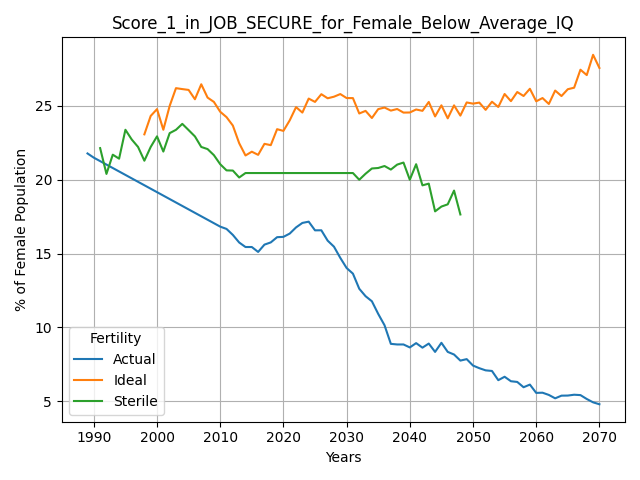 Score_1_in_JOB_SECURE_for_Female_Below_Average_IQ
% of Female Population
25
20
15
10
5
Fertility
Actual
Ideal
Sterile
1990 2000 2010 2020 2030 2040 2050 2060 2070
Years